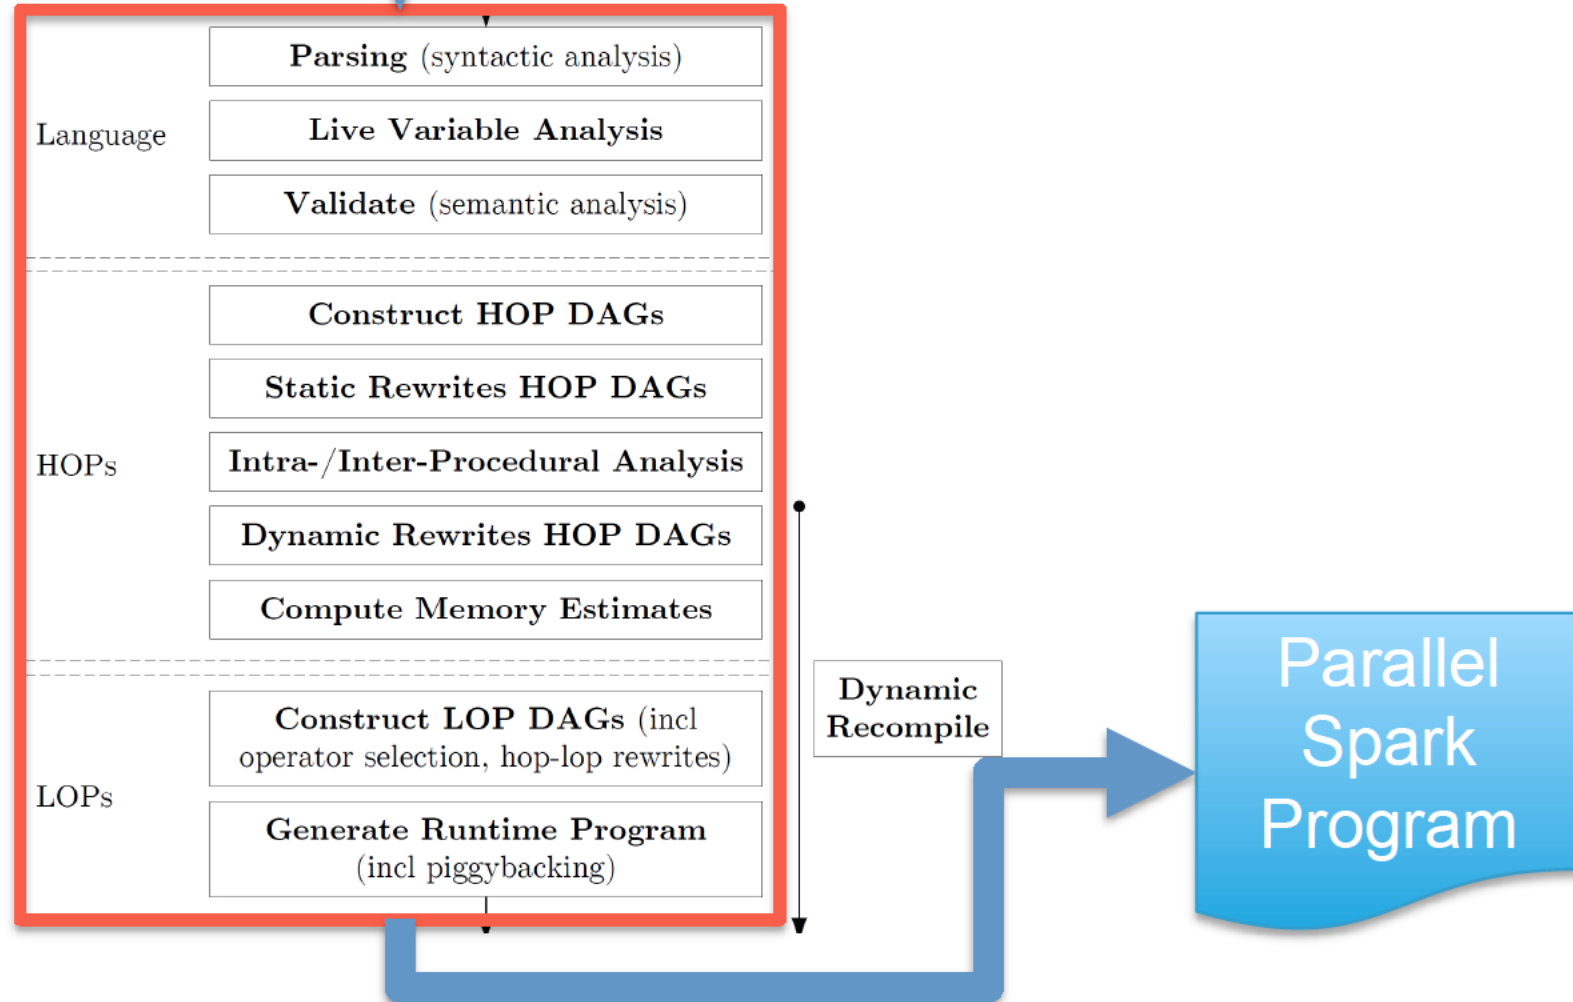 Parsing (syntactic analysis)
Language
Live Variable Analysis
Validate (semantic analysis)
Construct HOP DAGs
Static Rewrites HOP DAGs
HOPs
Intra-/Inter-Procedural Analysis
Dynamic Rewrites HOP DAGs
Compute Memory Estimates
LOPs
Construct LOP DAGs (incl
operator selection, hop-lop rewrites)
Generate Runtime Program
(incl piggybacking)
Dynamic
Recompile
Parallel
Spark
Program